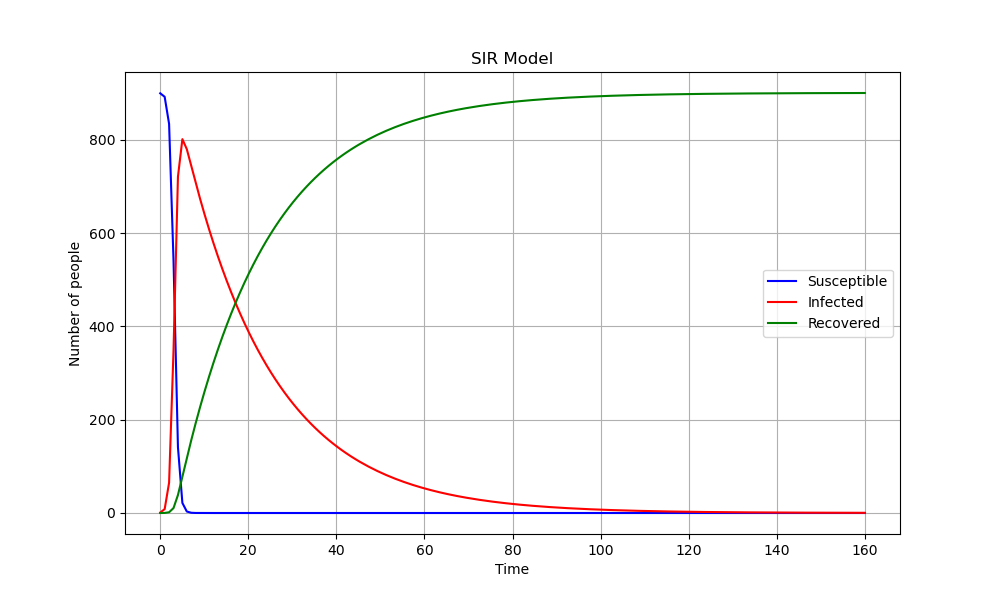 SIR Model
Number of people
800
600
400
200
0
0 20 40 60 80 100 120 140 160
Time
Susceptible
Infected
Recovered